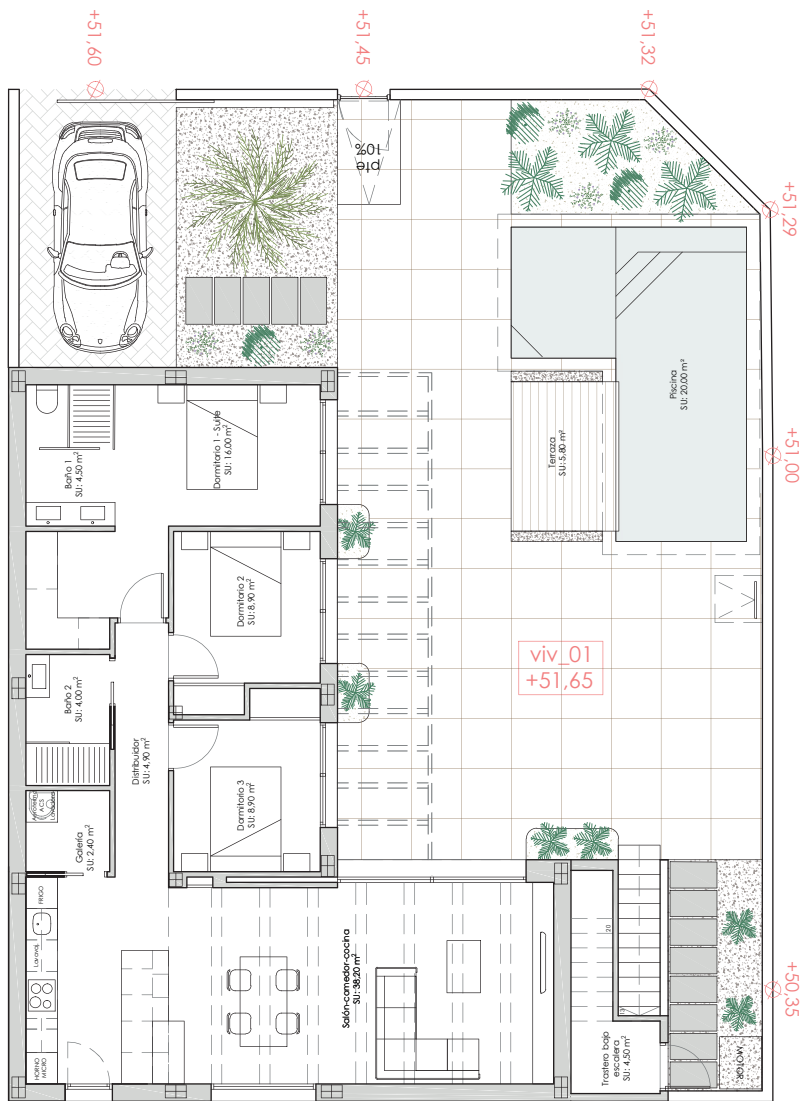 +51,60
+51,45
+51,32
+51,29
+51,00
+50,35
pte
10%
Piscina
SU: 20.00 m²
Terraza
SU: 5.80 m²
Dormitorio 1 - Suite
SU: 16,00 m²
Baño 1
SU: 4,50 m²
Dormitorio 2
SU: 8,90 m²
viv_01
+51,65
Baño 2
SU: 4,00 m²
Distribuidor
SU: 4,90 m²
Dormitorio 3
SU: 8,90 m²
Galería
SU: 2,40 m²
ACS
FRIGO
Lavavaj.
HORNO
MICRO
Salón-comedor-cocina
SU: 38,20 m²
20
Trastero bajo
escalera
SU: 4,50 m²
MOTOR